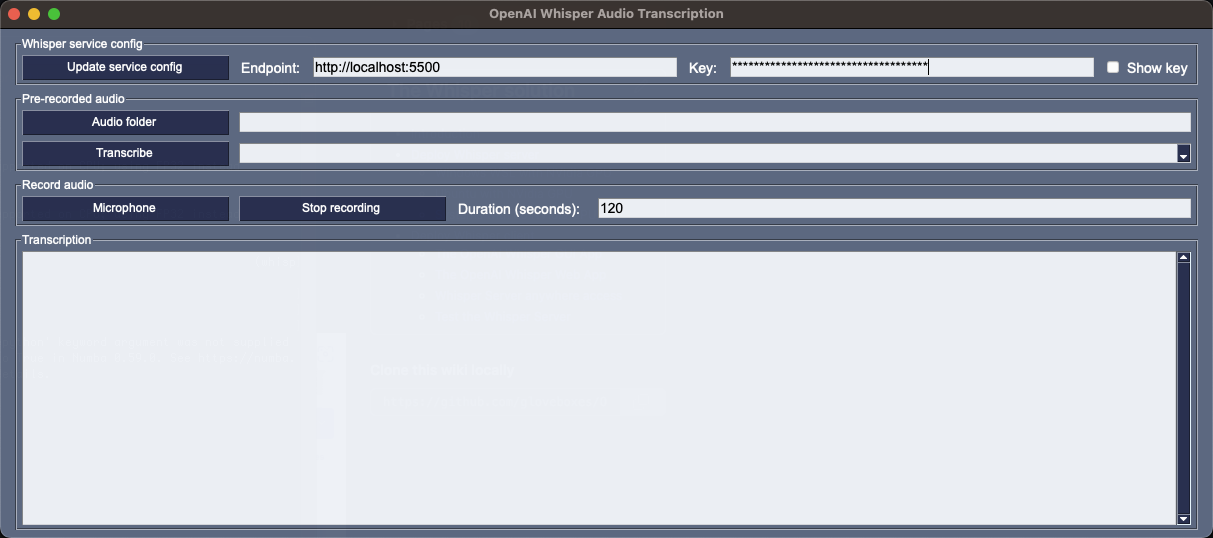 OpenAI Whisper Audio Transcription
Whisper service config
Update service config Endpoint: http://localhost:5500 Key: ************************************* Show key
Pre-recorded audio
Audio folder
Transcribe
Record audio
Microphone Stop recording Duration (seconds): 120
Transcription